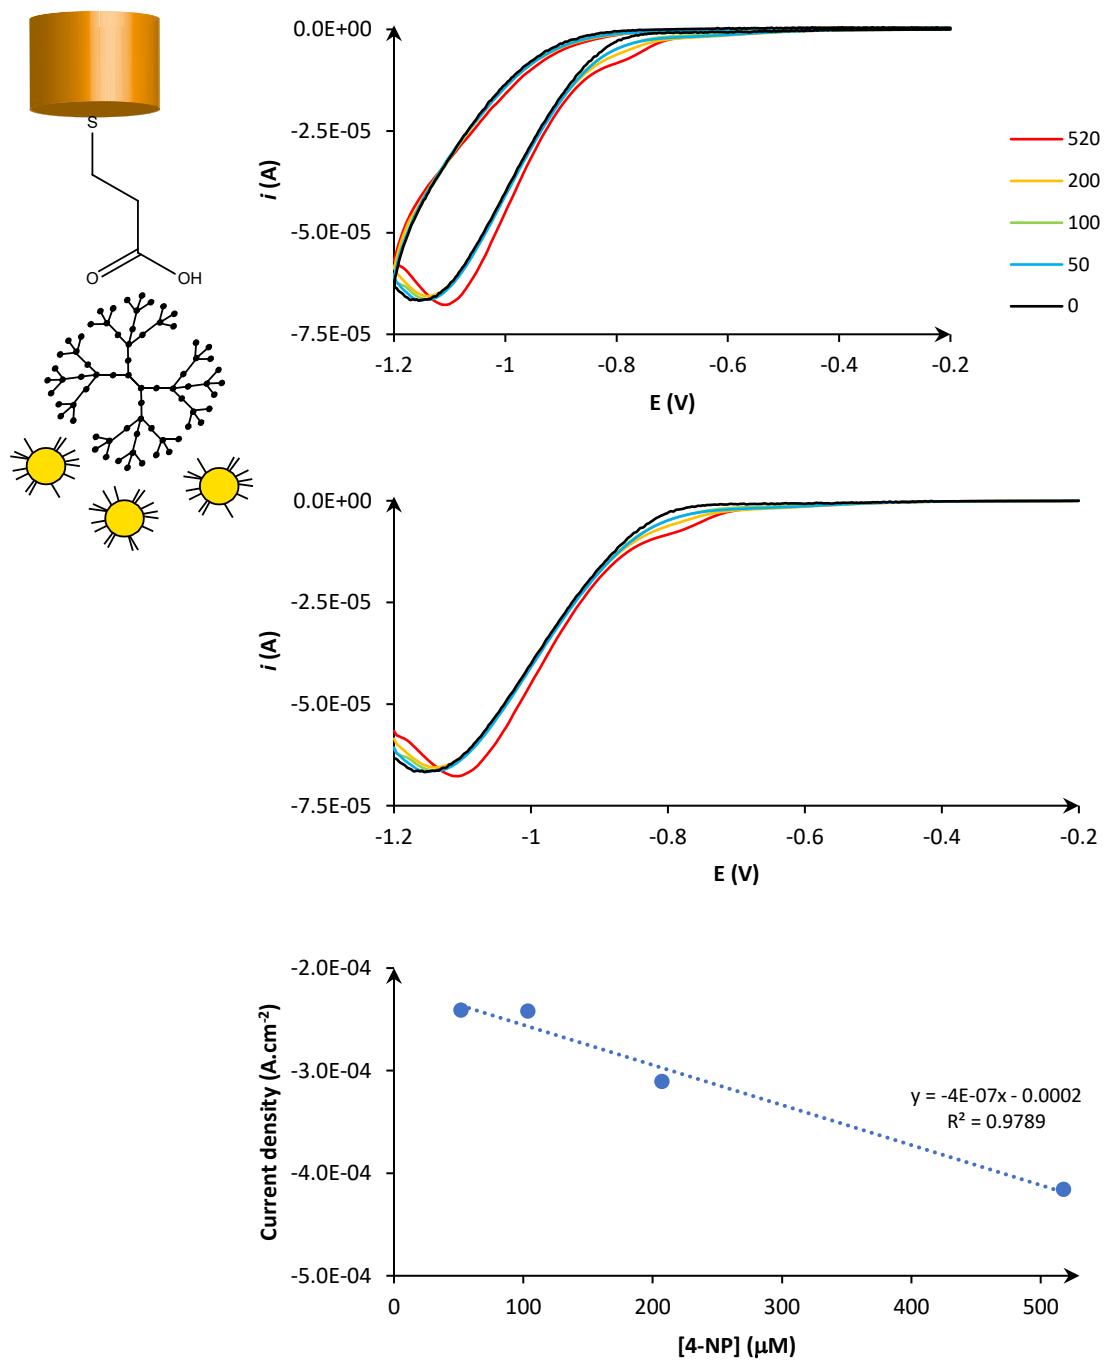 S
O
OH
0.0E+00
-2.5E-05
-5.0E-05
-7.5E-05
i (A)
-1.2 -1 -0.8 -0.6 -0.4 -0.2
E (V)
520
200
100
50
0
0.0E+00
-2.5E-05
-5.0E-05
-7.5E-05
i (A)
-1.2 -1 -0.8 -0.6 -0.4 -0.2
E (V)
-2.0E-04
-3.0E-04
-4.0E-04
-5.0E-04
Current density (A.cm-2)
y = -4E-07x - 0.0002
R² = 0.9789
0 100 200 300 400 500
[4-NP] (µM)